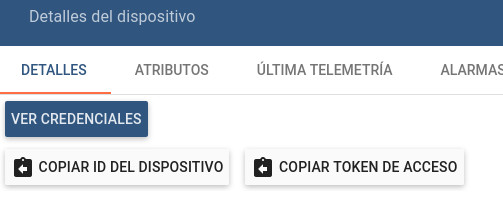 Detalles del dispositivo
DETALLES ATRIBUTOS ÚLTIMA TELEMETRÍA ALARMAS
VER CREDENCIALES
COPIAR ID DEL DISPOSITIVO COPIAR TOKEN DE ACCESO